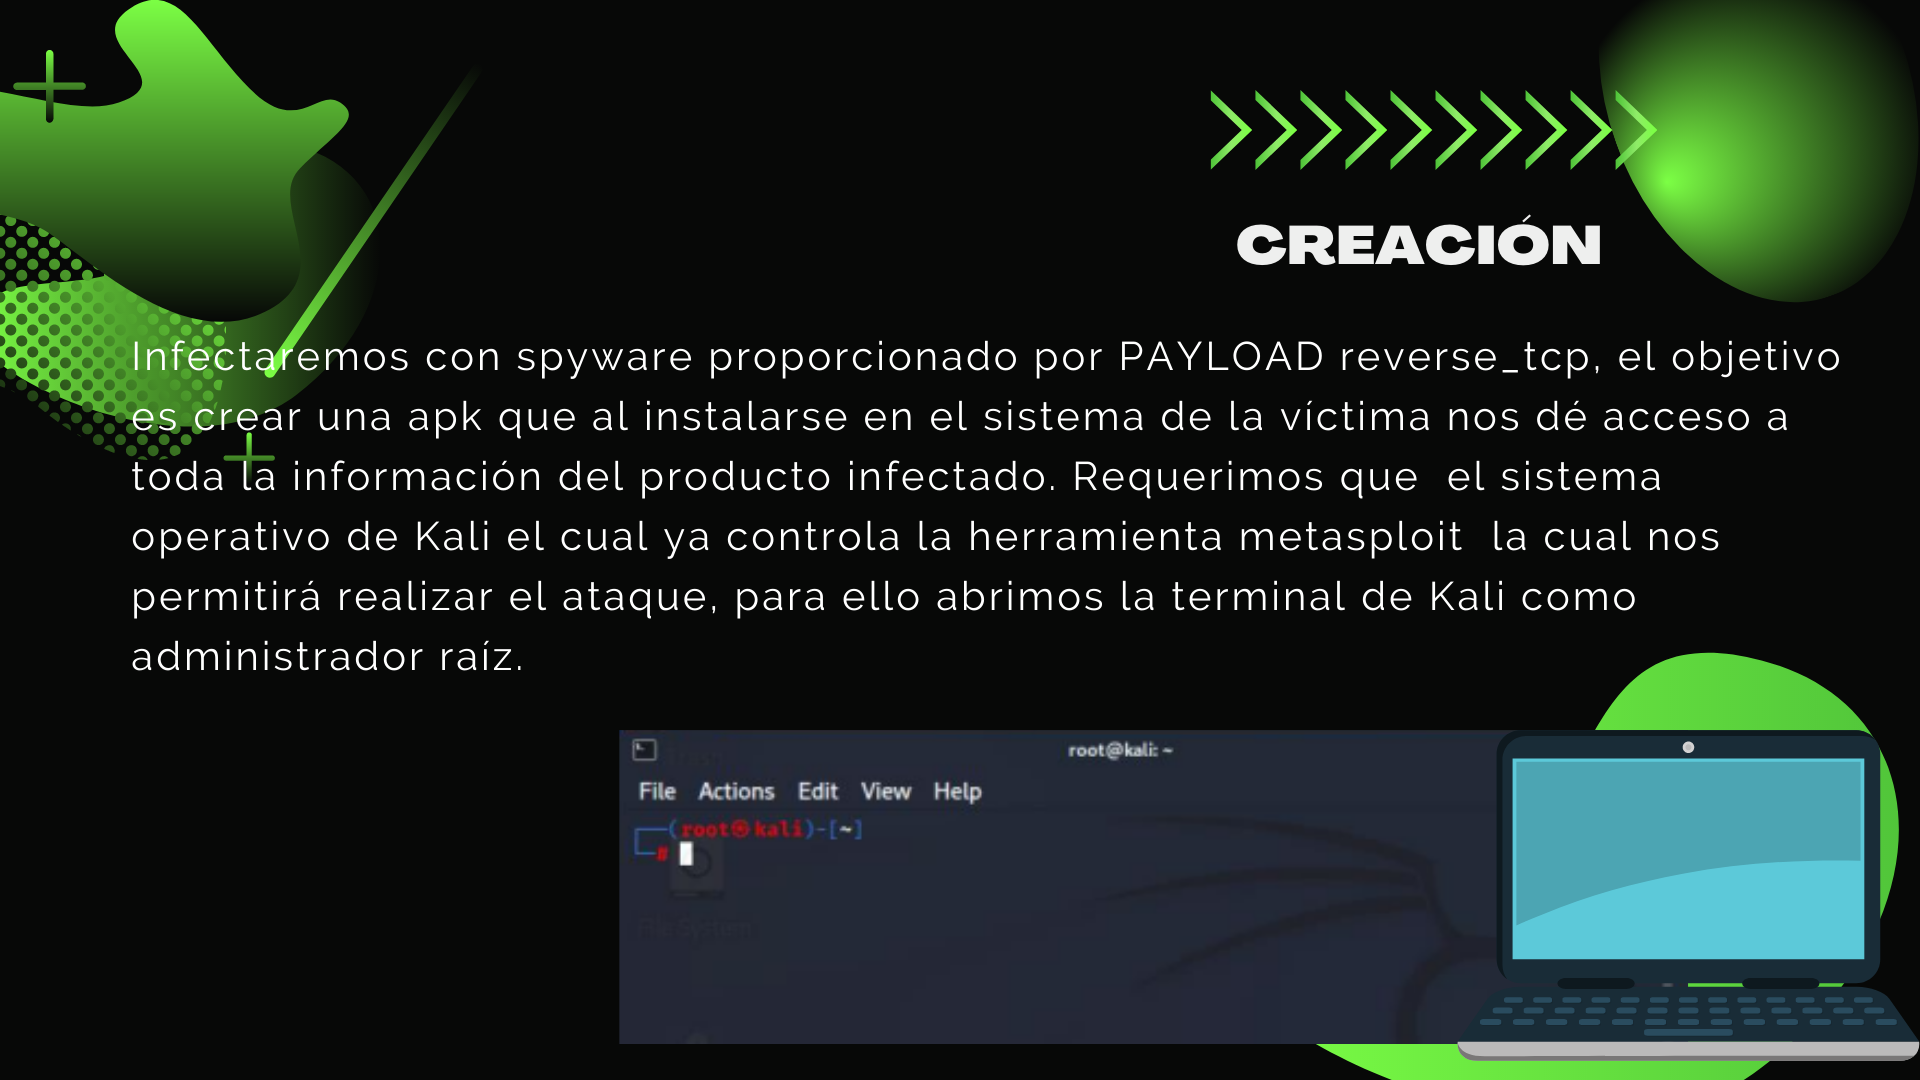 CREACIÓN
Infectaremos con spyware proporcionado por PAYLOAD reverse_tcp, el objetivo
es crear una apk que al instalarse en el sistema de la víctima nos dé acceso a
toda la información del producto infectado. Requerimos que  el sistema
operativo de Kali el cual ya controla la herramienta metasploit  la cual nos
permitirá realizar el ataque, para ello abrimos la terminal de Kali como
administrador raíz.
root@kali: ~
File Actions Edit View Help
┌──(root㉿kali)-[~]
└─#
File System